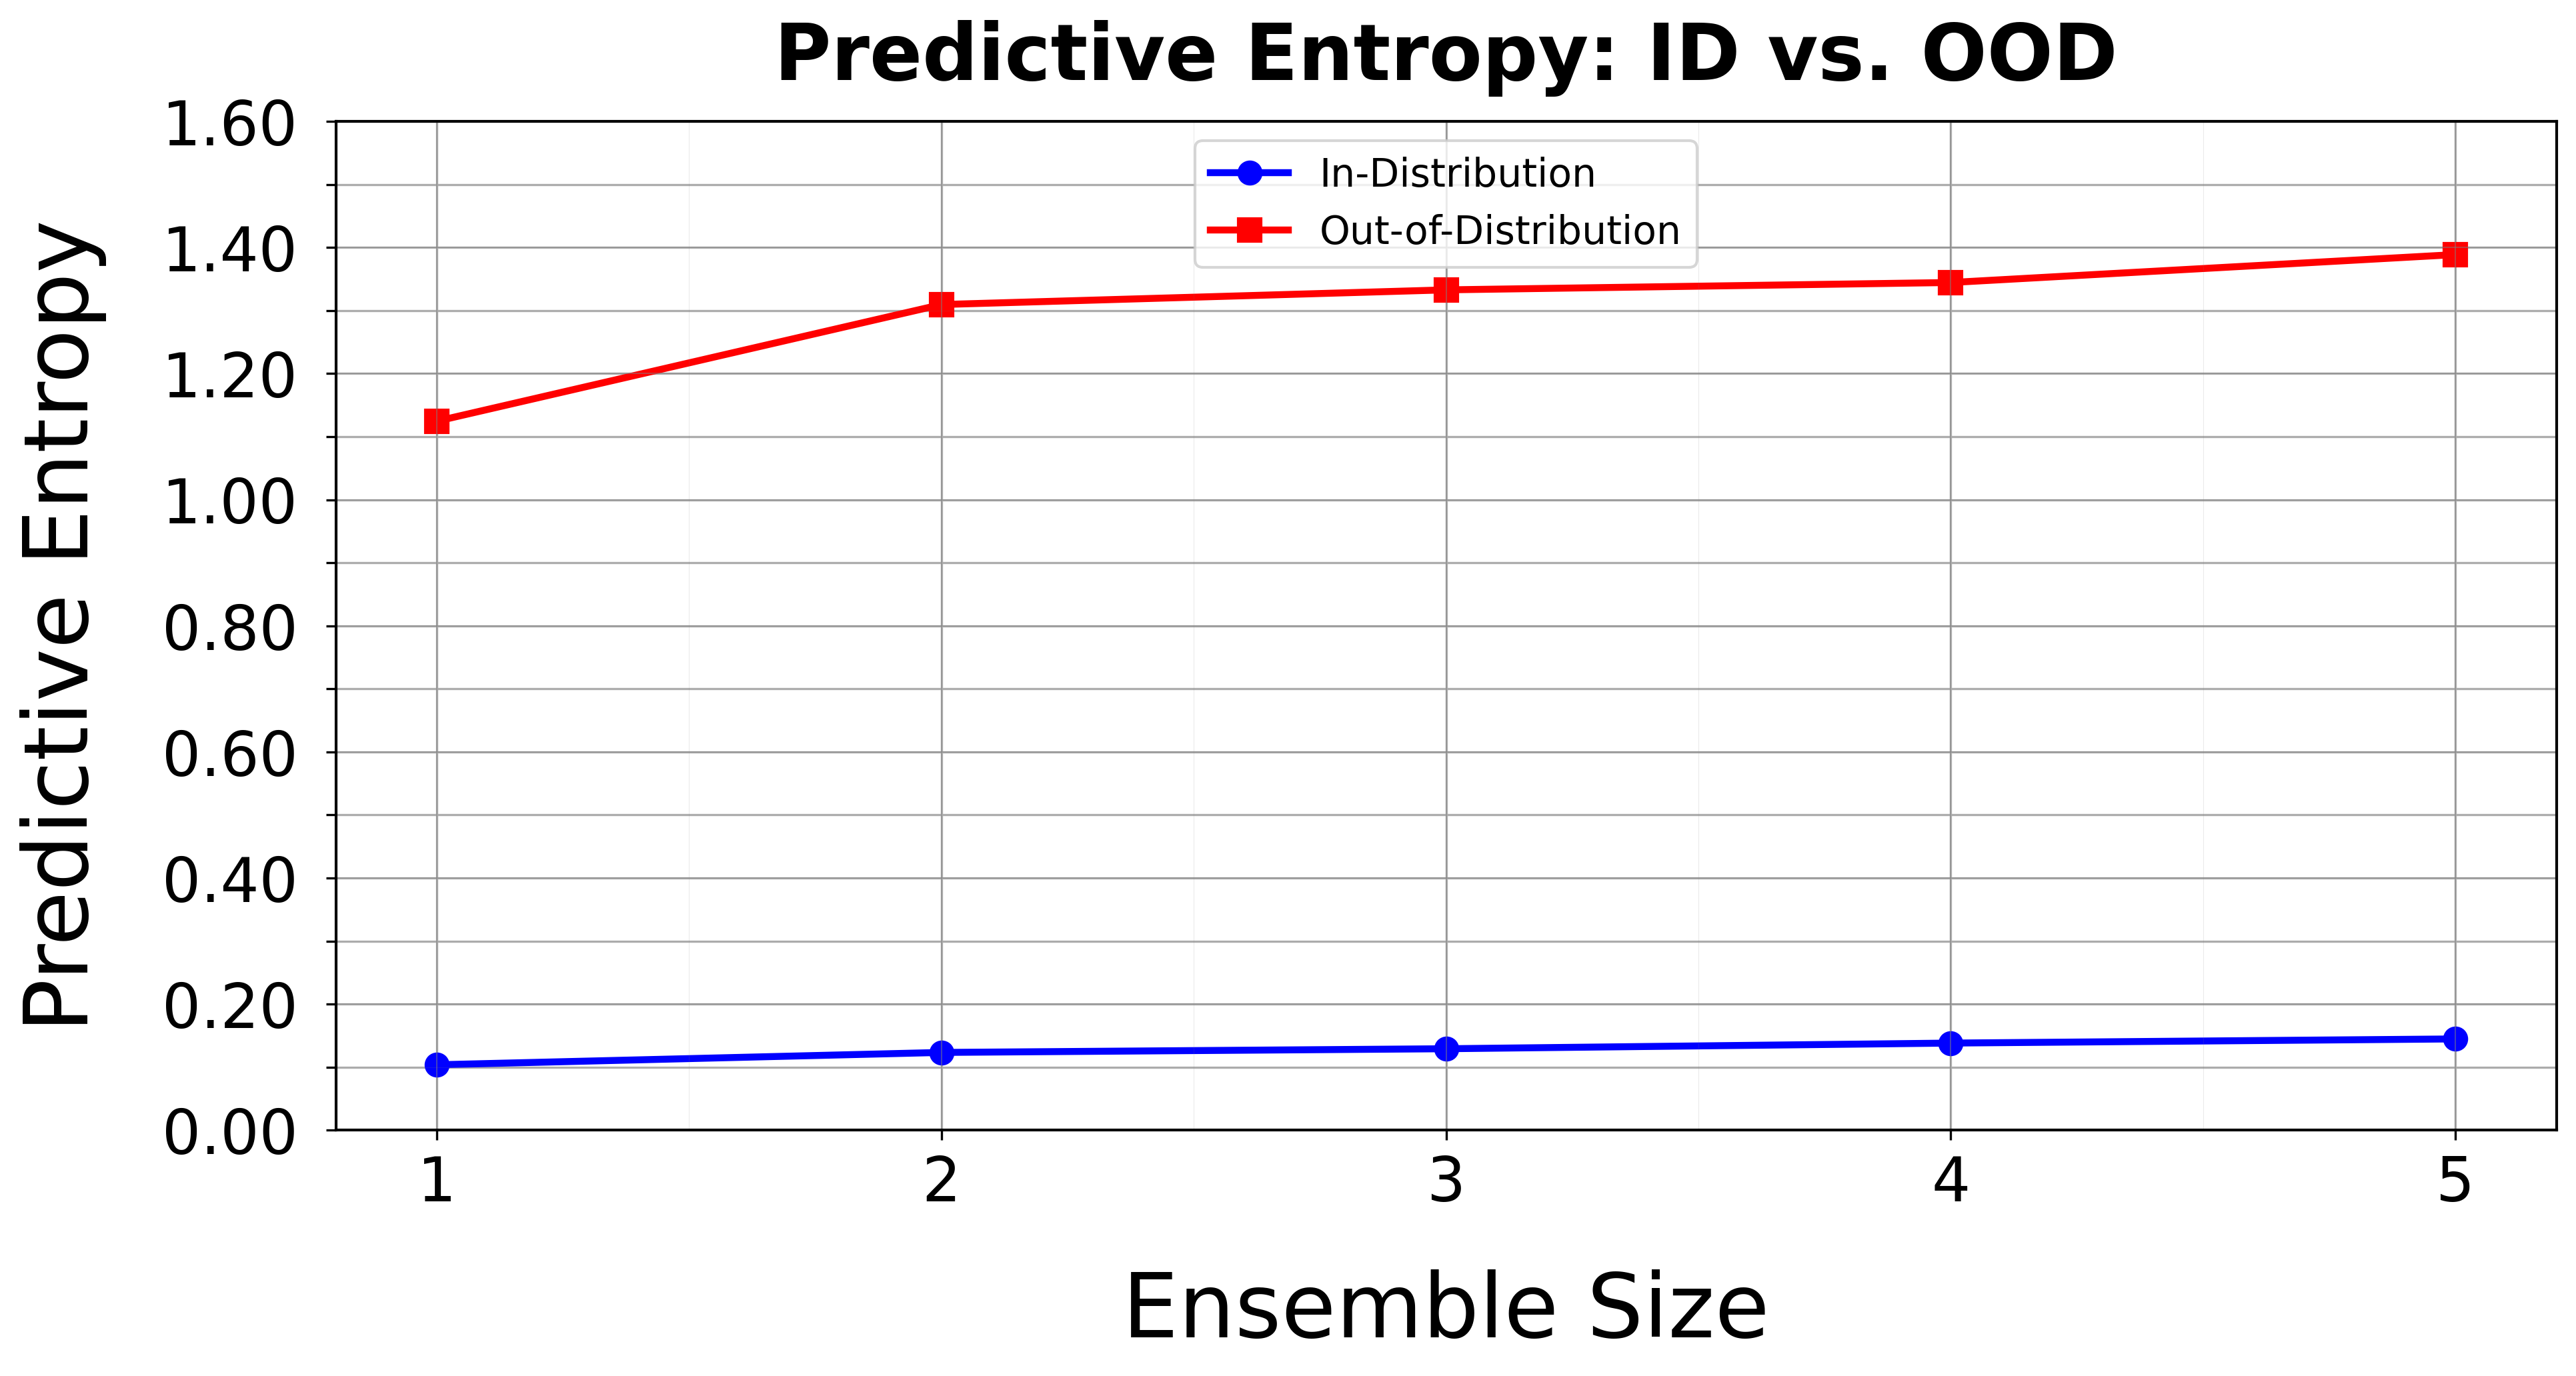 Predictive Entropy: ID vs. OOD
In-Distribution
Out-of-Distribution
Predictive Entropy
1.60
1.40
1.20
1.00
0.80
0.60
0.40
0.20
0.00
1 2 3 4 5
Ensemble Size